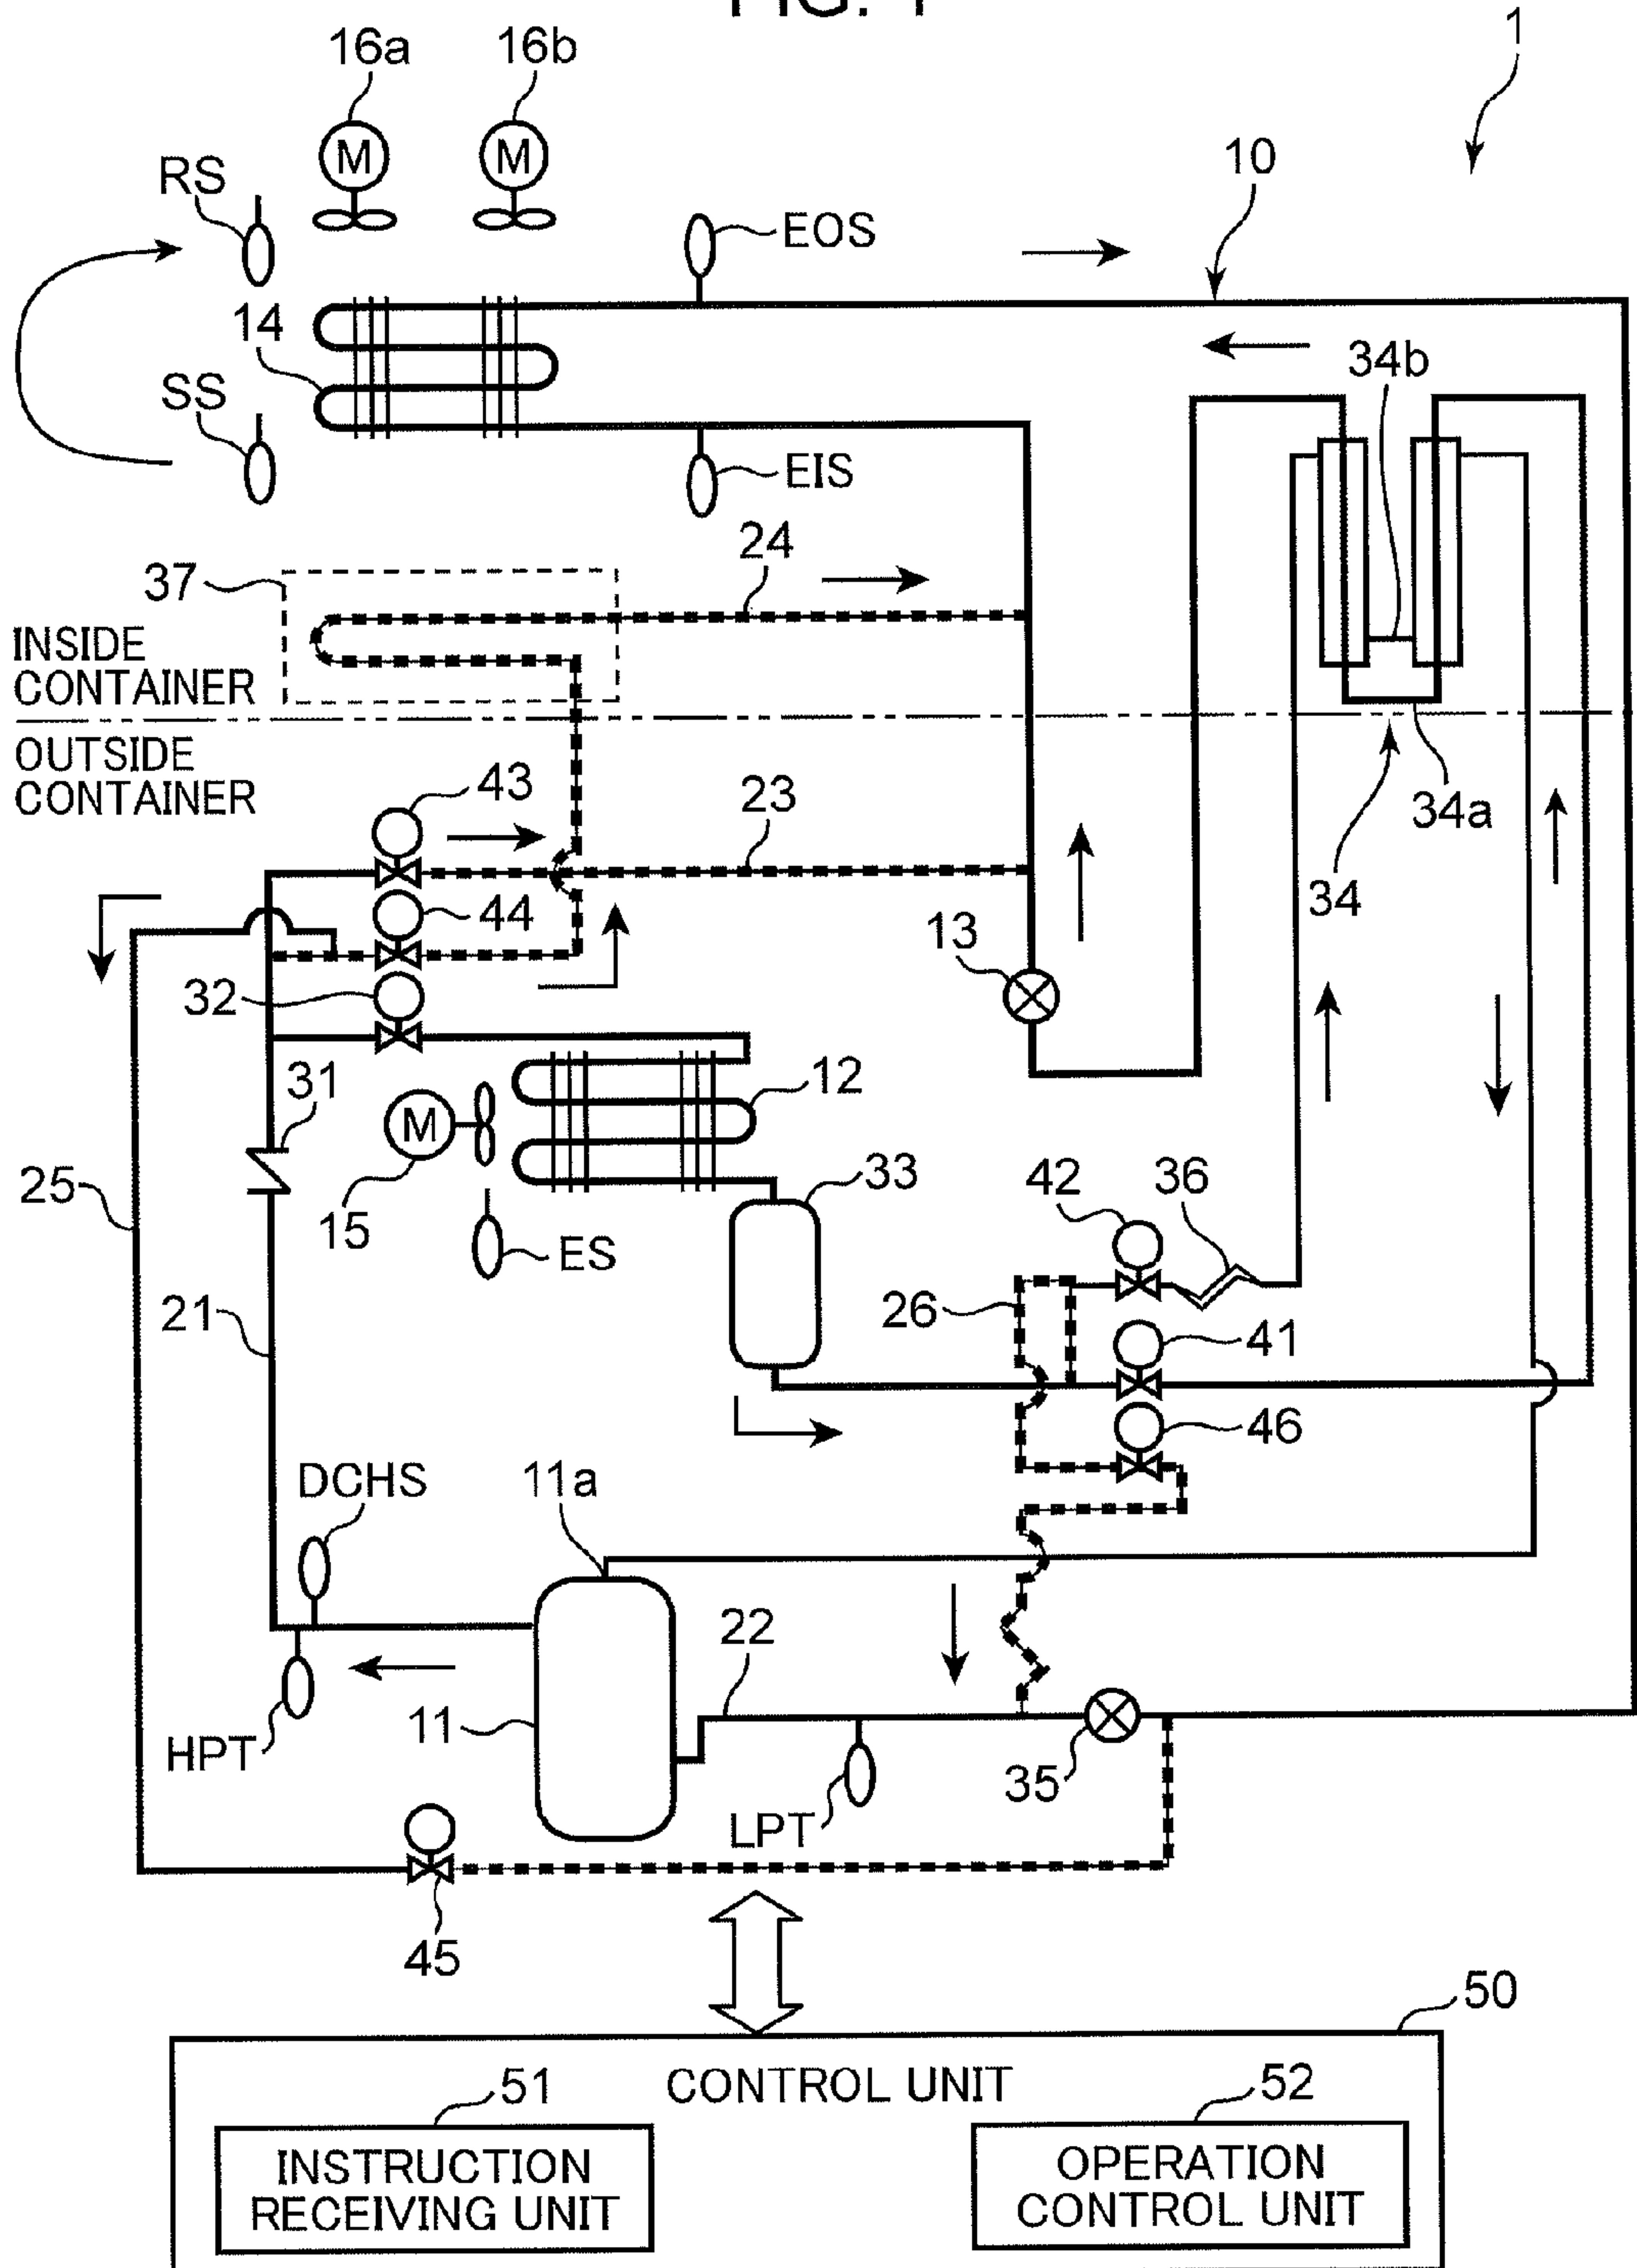 FIG. 1
1
16a
16b
M
M
10
RS
EOS
14
34b
SS
EIS
24
37
INSIDE
CONTAINER
OUTSIDE
CONTAINER
43
23
34a
44
34
13
32
31
12
M
25
33
42
36
15
ES
21
26
41
46
DCHS
11a
22
11
HPT
35
LPT
45
50
51
CONTROL UNIT
52
INSTRUCTION
RECEIVING UNIT
OPERATION
CONTROL UNIT